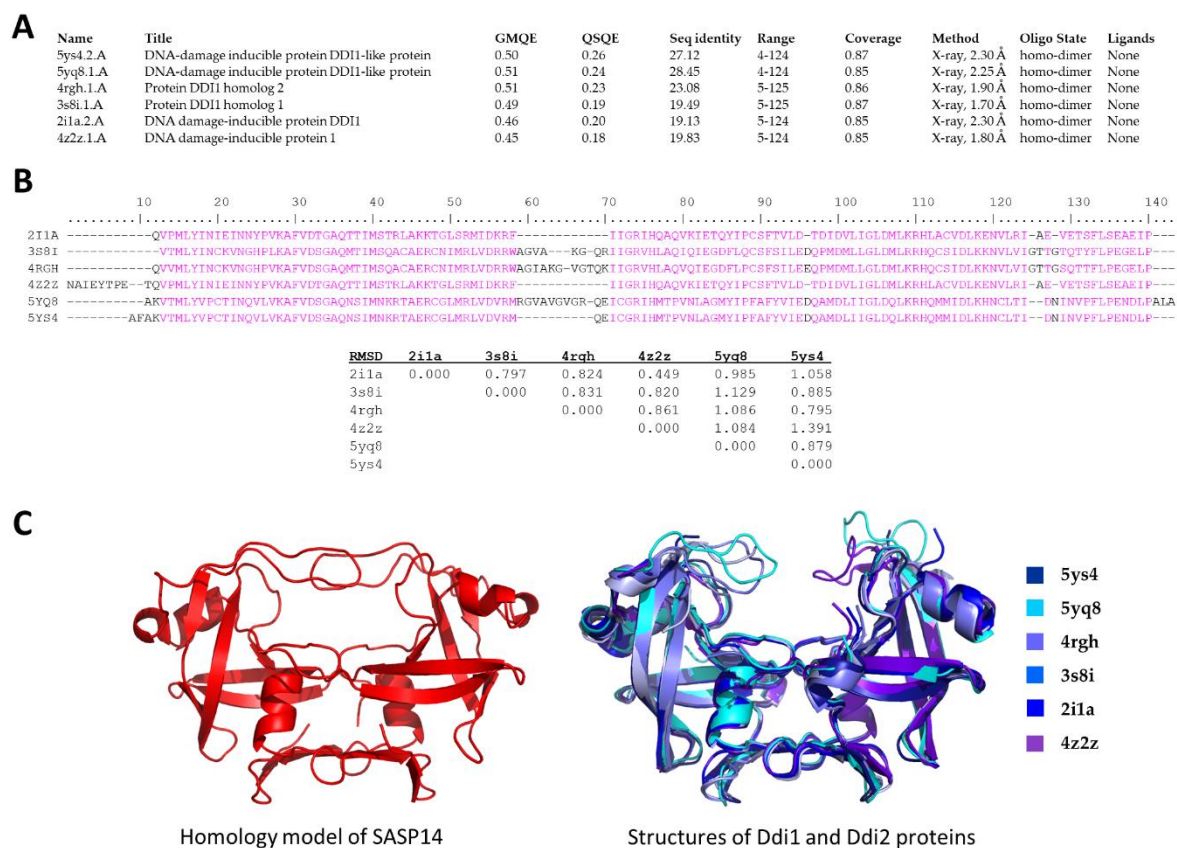 A
Name Title GMQE QSQE Seq identity Range Coverage Method Oligo State Ligands
5ys4.2.A DNA-damage inducible protein DDI1-like protein 0.50 0.26 27.12 4-124 0.87 X-ray, 2.30 Å homo-dimer None
5yq8.1.A DNA-damage inducible protein DDI1-like protein 0.51 0.24 28.45 4-124 0.85 X-ray, 2.25 Å homo-dimer None
4rgh.1.A Protein DDI1 homolog 2 0.51 0.23 23.08 5-125 0.86 X-ray, 1.90 Å homo-dimer None
3s8i.1.A Protein DDI1 homolog 1 0.49 0.19 19.49 5-125 0.87 X-ray, 1.70 Å homo-dimer None
2i1a.2.A DNA damage-inducible protein DDI1 0.46 0.20 19.13 5-124 0.85 X-ray, 2.30 Å homo-dimer None
4z2z.1.A DNA damage-inducible protein 1 0.45 0.18 19.83 5-124 0.85 X-ray, 1.80 Å homo-dimer None
B
10 20 30 40 50 60 70 80 90 100 110 120 130 140
2I1A -----------QVPMLYINIEINNYPVKAFVDTGAQTTIMSTRLAKKTGLSRMIDKRF------------IIGRIHQAQVKIETQYIPCSFTVLD-TDIDVLIGLDMLKRHLACVDLKENVLRI-AE-VETSFLSEAEIP---
3S8I ------------VTMLYINCKVNGHPLKAFVDSGAQMTIMSQACAERCNIMRLVDRRWAGVA---KG-QRIIGRVHLAQIQIEGDFLQCSFSILEDQPMDMLLGLDMLRRHQCSIDLKKNVLVIGTTGTQTYFLPEGELP---
4RGH -----------QVVMLYINCKVNGHPVKAFVDSGAQMTIMSQACAERCNIMRLVDRRWAGIAKG-VGTQKIIGRVHLAQVQIEGDFLPCSFSILEEQPMDMLLGLDMLKRHQCSIDLKKNVLVIGTTGSQTTFLPEGELP---
4Z2Z NAIEYTPE--TQVPMLYINIEINNYPVKAFVDTGAQTTIMSTRLAKKTGLSRMIDKRF------------IIGRIHQAQVKIETQYIPCSFTVLD-TDIDVLIGLDMLKRHLACVDLKENVLRI-AE-VETSFLSEAEIP---
5YQ8 ----------AKVTMLYVPCTINQVLVKAFVDSGAQNSIMNKRTAERCGLMRLVDVRMRGVAVGVGR-QEICGRIHMTPVNLAGMYIPFAFYVIEDQAMDLIIGLDQLKRHQMMIDLKHNCLTI--DNINVPFLPENDLPALA
5YS4 --------AFAKVTMLYVPCTINQVLVKAFVDSGAQNSIMNKRTAERCGLMRLVDVRM----------QEICGRIHMTPVNLAGMYIPFAFYVIEDQAMDLIIGLDQLKRHQMMIDLKHNCLTI--DNINVPFLPENDLP---
RMSD 2i1a 3s8i 4rgh 4z2z 5yq8 5ys4
2i1a 0.000 0.797 0.824 0.449 0.985 1.058
3s8i 0.000 0.831 0.820 1.129 0.885
4rgh 0.000 0.861 1.086 0.795
4z2z 0.000 1.084 1.391
5yq8 0.000 0.879
5ys4 0.000
C
5ys4
5yq8
4rgh
3s8i
2i1a
4z2z
Homology model of SASP14
Structures of Ddi1 and Ddi2 proteins